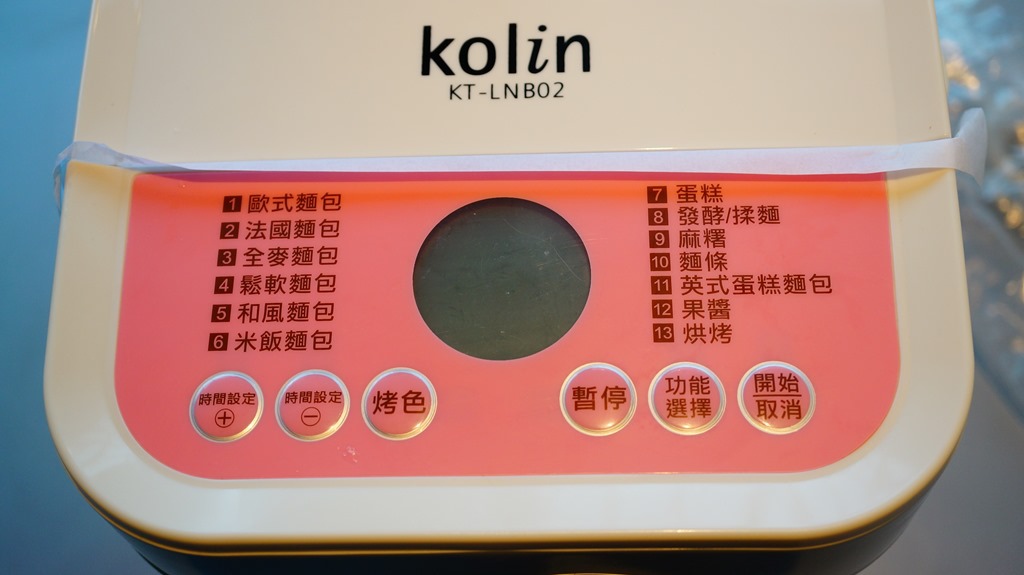 kolin
KT-LNB02
1 歐式麵包
2 法國麵包
3 全麥麵包
4 鬆軟麵包
5 和風麵包
6 米飯麵包
7 蛋糕
8 發酵/揉麵
9 麻糬
10 麵條
11 英式蛋糕麵包
12 果醬
13 烘烤
時間設定
+
時間設定
-
烤色
暫停
功能
選擇
開始
取消